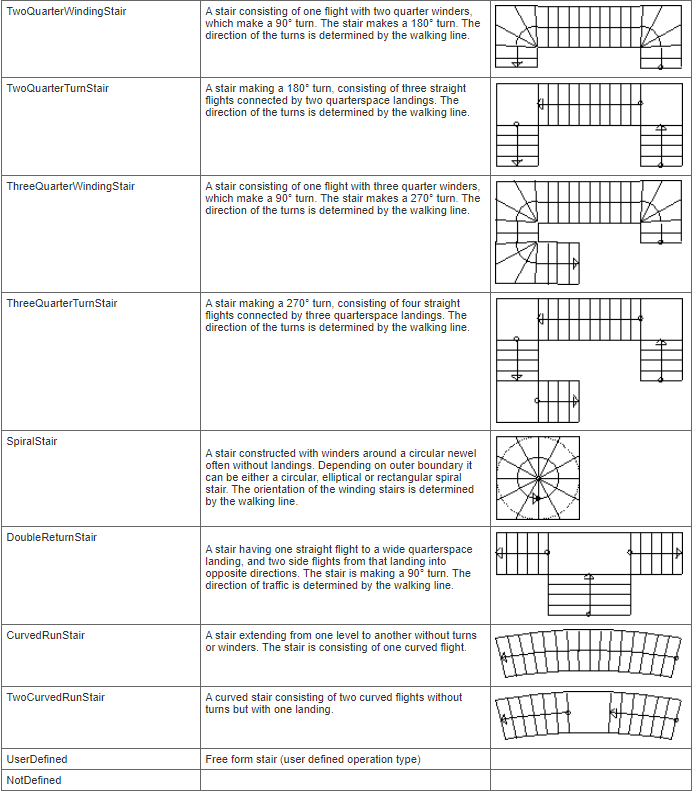 TwoQuarterWindingStair
A stair consisting of one flight with two quarter winders,
which make a 90° turn. The stair makes a 180° turn. The
direction of the turns is determined by the walking line.
TwoQuarterTurnStair
A stair making a 180° turn, consisting of three straight
flights connected by two quarterspace landings. The
direction of the turns is determined by the walking line.
ThreeQuarterWindingStair
A stair consisting of one flight with three quarter winders,
which make a 90° turn. The stair makes a 270° turn. The
direction of the turns is determined by the walking line.
ThreeQuarterTurnStair
A stair making a 270° turn, consisting of four straight
flights connected by three quarterspace landings. The
direction of the turns is determined by the walking line.
SpiralStair
A stair constructed with winders around a circular newel
often without landings. Depending on outer boundary it
can be either a circular, elliptical or rectangular spiral
stair. The orientation of the winding stairs is determined
by the walking line.
DoubleReturnStair
A stair having one straight flight to a wide quarterspace
landing, and two side flights from that landing into
opposite directions. The stair is making a 90° turn. The
direction of traffic is determined by the walking line.
CurvedRunStair
A stair extending from one level to another without turns
or winders. The stair is consisting of one curved flight.
TwoCurvedRunStair
A curved stair consisting of two curved flights without
turns but with one landing.
UserDefined
Free form stair (user defined operation type)
NotDefined